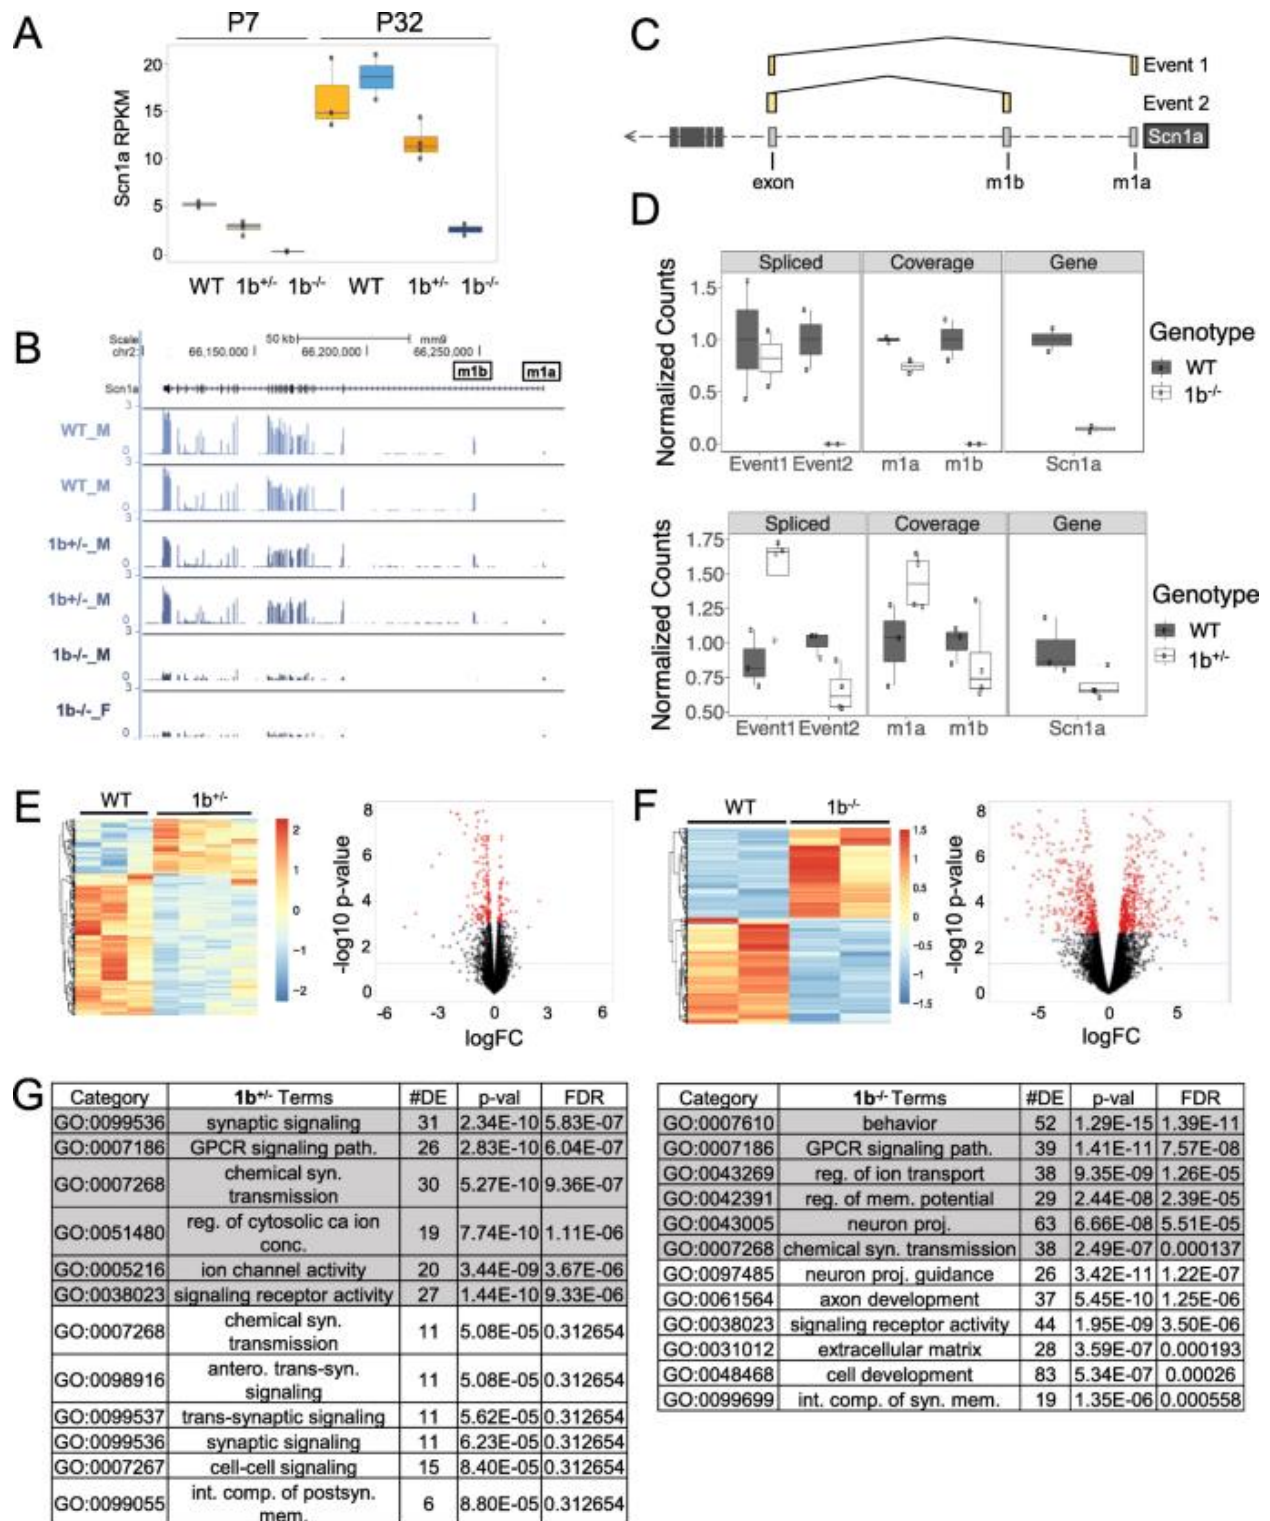 A
P7
P32
Scn1a RPKM
20
15
10
5
0
WT 1b+/- 1b-/- WT 1b+/- 1b-/-
B
Scale
50 kb
mm9
chr2:
66,150,000
66,200,000
66,250,000
m1b
m1a
Scn1a
3
WT_M
0
3
WT_M
0
3
1b+/-_M
0
3
1b+/-_M
0
3
1b-/-_M
0
3
1b-/-_F
0
C
Event 1
Event 2
Scn1a
exon
m1b
m1a
D
Spliced
Coverage
Gene
Normalized Counts
1.5
1.0
0.5
0.0
Event1 Event2
m1a
m1b
Scn1a
Genotype
WT
1b-/-
Spliced
Coverage
Gene
Normalized Counts
1.75
1.50
1.25
1.00
0.75
0.50
Event1 Event2
m1a
m1b
Scn1a
Genotype
WT
1b+/-
E
WT
1b+/-
2
1
0
−1
−2
-log10 p-value
8
6
4
2
0
-6
-3
0
3
6
logFC
F
WT
1b-/-
1.5
1
0.5
0
−0.5
−1
−1.5
-log10 p-value
8
6
4
2
0
-5
0
5
logFC
G
Category 1b+/- Terms #DE p-val FDR
GO:0099536 synaptic signaling 31 2.34E-10 5.83E-07
GO:0007186 GPCR signaling path. 26 2.83E-10 6.04E-07
GO:0007268 chemical syn. transmission 30 5.27E-10 9.36E-07
GO:0051480 reg. of cytosolic ca ion conc. 19 7.74E-10 1.11E-06
GO:0005216 ion channel activity 20 3.44E-09 3.67E-06
GO:0038023 signaling receptor activity 27 1.44E-10 9.33E-06
GO:0007268 chemical syn. transmission 11 5.08E-05 0.312654
GO:0098916 antero. trans-syn. signaling 11 5.08E-05 0.312654
GO:0099537 trans-synaptic signaling 11 5.62E-05 0.312654
GO:0099536 synaptic signaling 11 6.23E-05 0.312654
GO:0007267 cell-cell signaling 15 8.40E-05 0.312654
GO:0099055 int. comp. of postsyn. mem. 6 8.80E-05 0.312654
Category 1b-/- Terms #DE p-val FDR
GO:0007610 behavior 52 1.29E-15 1.39E-11
GO:0007186 GPCR signaling path. 39 1.41E-11 7.57E-08
GO:0043269 reg. of ion transport 38 9.35E-09 1.26E-05
GO:0042391 reg. of mem. potential 29 2.44E-08 2.39E-05
GO:0043005 neuron proj. 63 6.66E-08 5.51E-05
GO:0007268 chemical syn. transmission 38 2.49E-07 0.000137
GO:0097485 neuron proj. guidance 26 3.42E-11 1.22E-07
GO:0061564 axon development 37 5.45E-10 1.25E-06
GO:0038023 signaling receptor activity 44 1.95E-09 3.50E-06
GO:0031012 extracellular matrix 28 3.59E-07 0.000193
GO:0048468 cell development 83 5.34E-07 0.00026
GO:0099699 int. comp. of syn. mem. 19 1.35E-06 0.000558